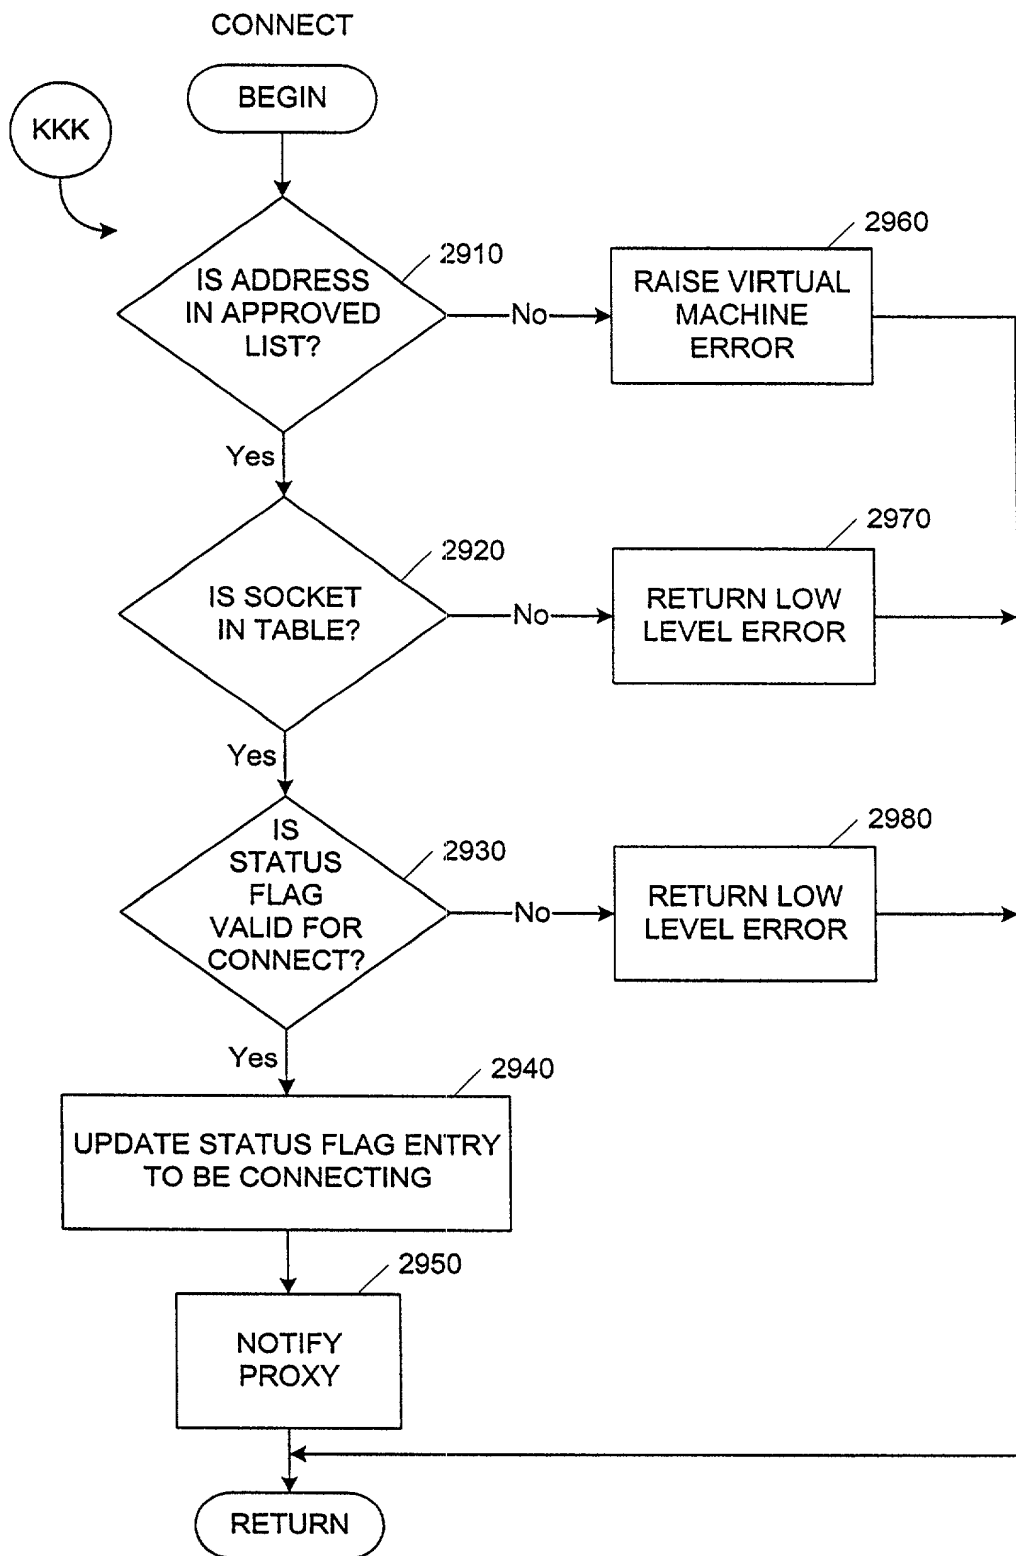 CONNECT
BEGIN
KKK
2910
IS ADDRESS
IN APPROVED
LIST?
No
2960
RAISE VIRTUAL
MACHINE
ERROR
Yes
2920
IS SOCKET
IN TABLE?
No
2970
RETURN LOW
LEVEL ERROR
Yes
2930
IS
STATUS
FLAG
VALID FOR
CONNECT?
No
2980
RETURN LOW
LEVEL ERROR
Yes
2940
UPDATE STATUS FLAG ENTRY
TO BE CONNECTING
2950
NOTIFY
PROXY
RETURN